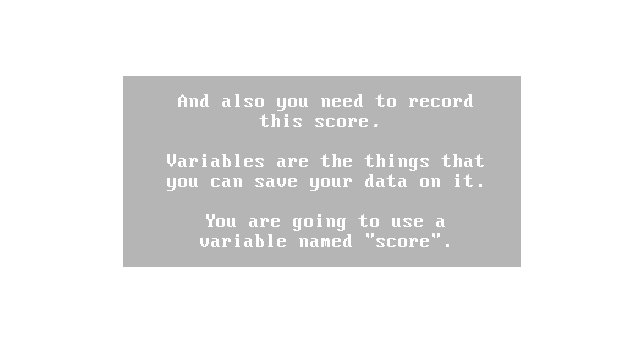 And also you need to record
this score.
Variables are the things that
you can save your data on it.
You are going to use a
variable named "score".